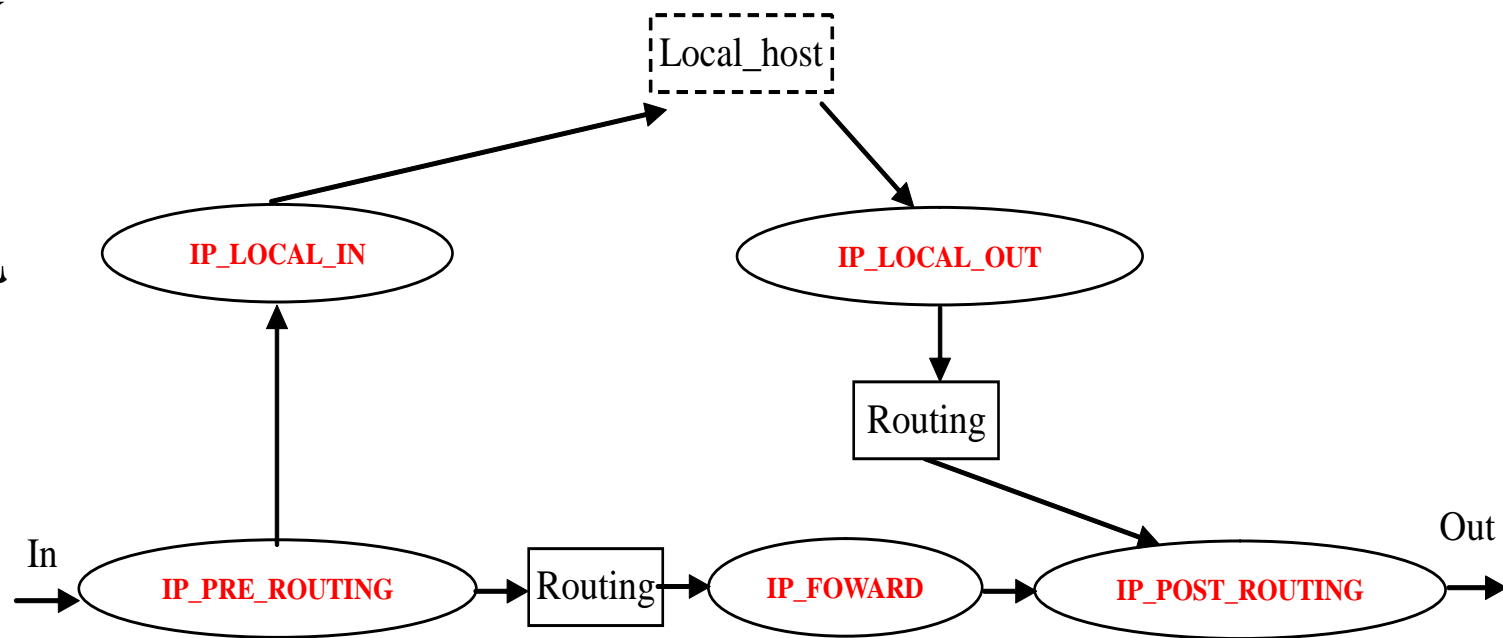 Local_host
IP_LOCAL_IN
IP_LOCAL_OUT
Routing
In
Out
IP_PRE_ROUTING
Routing
IP_FOWARD
IP_POST_ROUTING